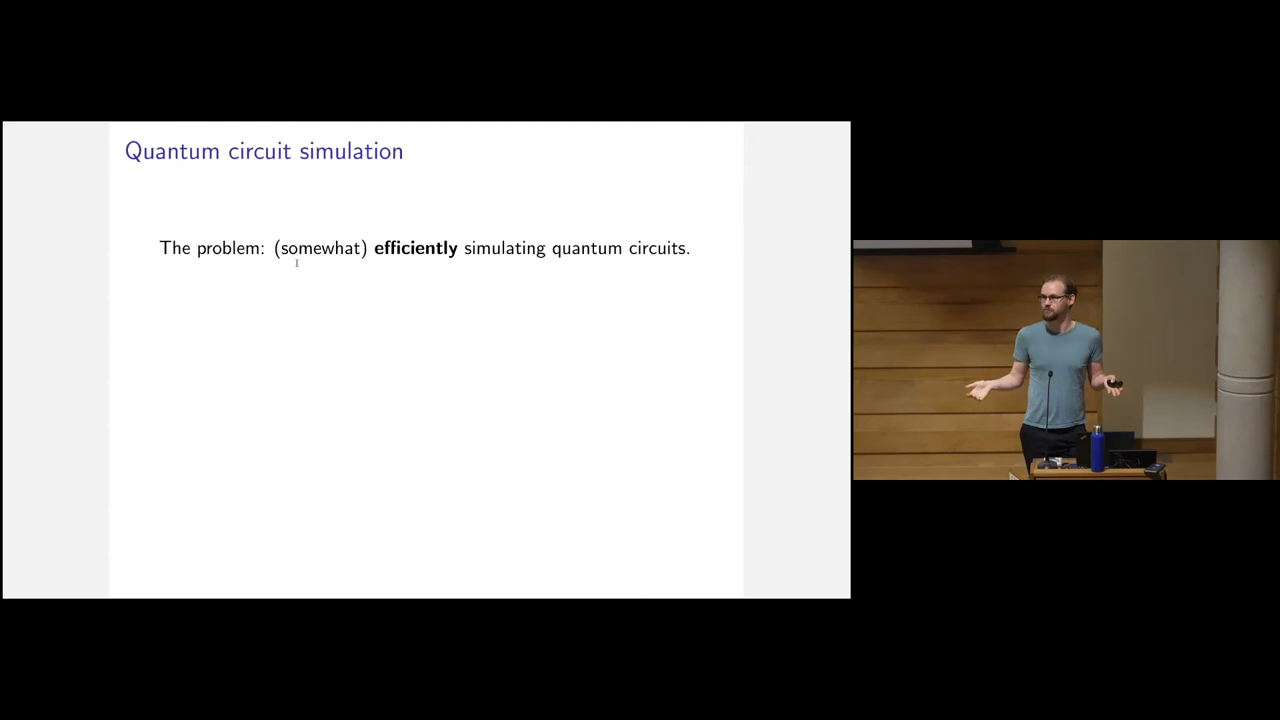 Quantum circuit simulation
The problem: (somewhat) efficiently simulating quantum circuits.